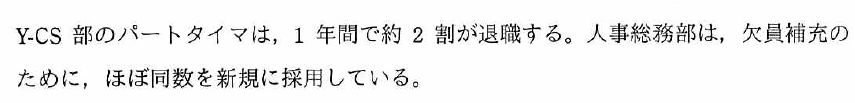 Y-CS 部のパートタイマは，1 年間で約 2 割が退職する。人事総務部は，欠員補充の
ために，ほぼ同数を新規に採用している。